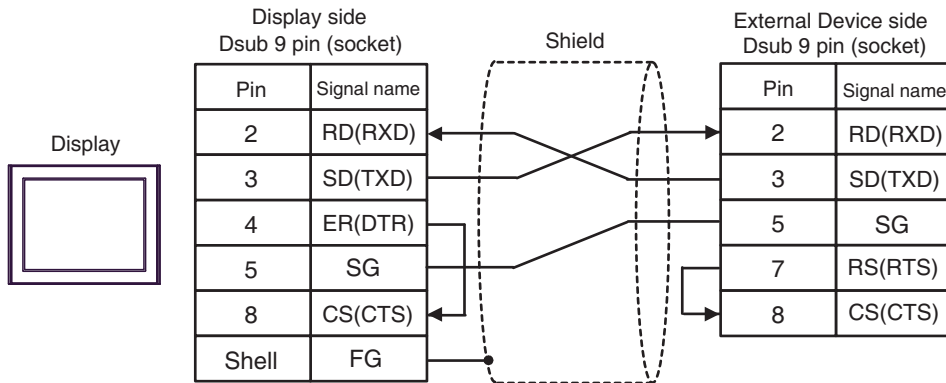 Display side
Dsub 9 pin (socket)
Shield
External Device side
Dsub 9 pin (socket)
Display
Pin Signal name
2 RD(RXD)
3 SD(TXD)
4 ER(DTR)
5 SG
8 CS(CTS)
Shell FG
Pin Signal name
2 RD(RXD)
3 SD(TXD)
5 SG
7 RS(RTS)
8 CS(CTS)